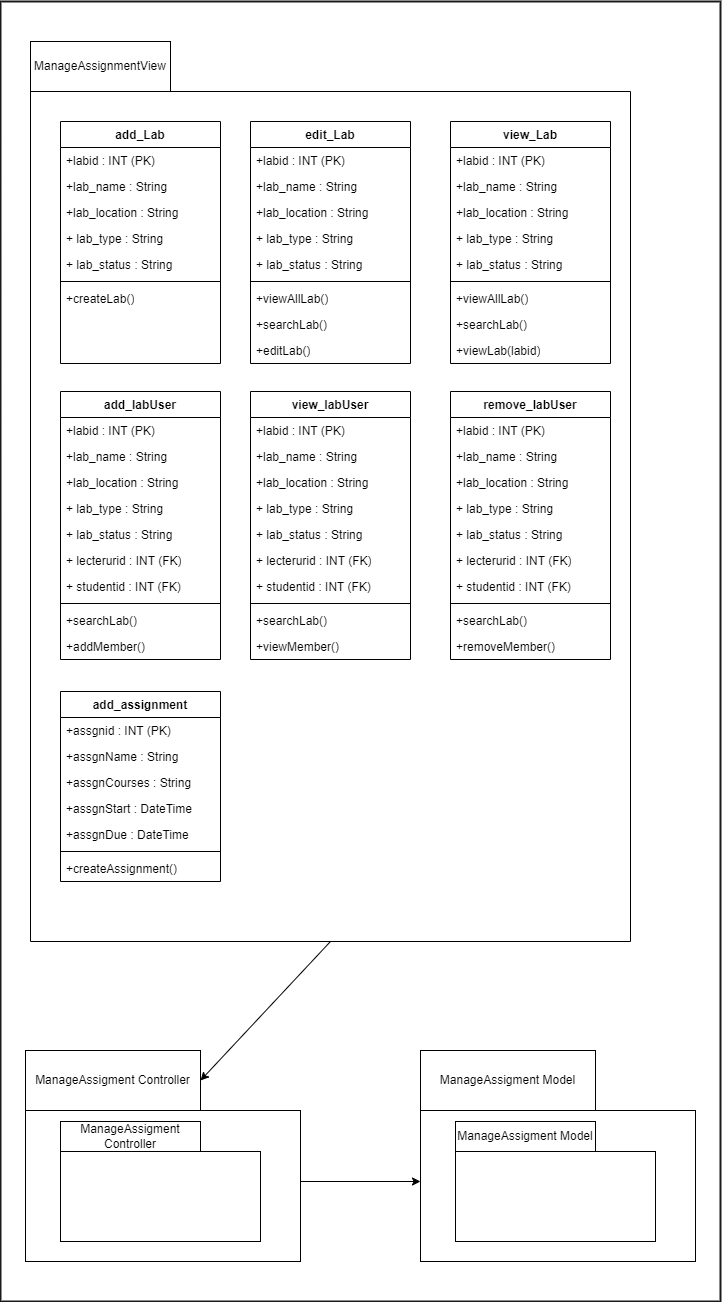 ManageAssignmentView
add_Lab
+labid : INT (PK)
+lab_name : String
+lab_location : String
+ lab_type : String
+ lab_status : String
+createLab()
edit_Lab
+labid : INT (PK)
+lab_name : String
+lab_location : String
+ lab_type : String
+ lab_status : String
+viewAllLab()
+searchLab()
+editLab()
view_Lab
+labid : INT (PK)
+lab_name : String
+lab_location : String
+ lab_type : String
+ lab_status : String
+viewAllLab()
+searchLab()
+viewLab(labid)
add_labUser
+labid : INT (PK)
+lab_name : String
+lab_location : String
+ lab_type : String
+ lab_status : String
+ lecterurid : INT (FK)
+ studentid : INT (FK)
+searchLab()
+addMember()
view_labUser
+labid : INT (PK)
+lab_name : String
+lab_location : String
+ lab_type : String
+ lab_status : String
+ lecterurid : INT (FK)
+ studentid : INT (FK)
+searchLab()
+viewMember()
remove_labUser
+labid : INT (PK)
+lab_name : String
+lab_location : String
+ lab_type : String
+ lab_status : String
+ lecterurid : INT (FK)
+ studentid : INT (FK)
+searchLab()
+removeMember()
add_assignment
+assgnid : INT (PK)
+assgnName : String
+assgnCourses : String
+assgnStart : DateTime
+assgnDue : DateTime
+createAssignment()
ManageAssigment Controller
ManageAssigment
Controller
ManageAssigment Model
ManageAssigment Model